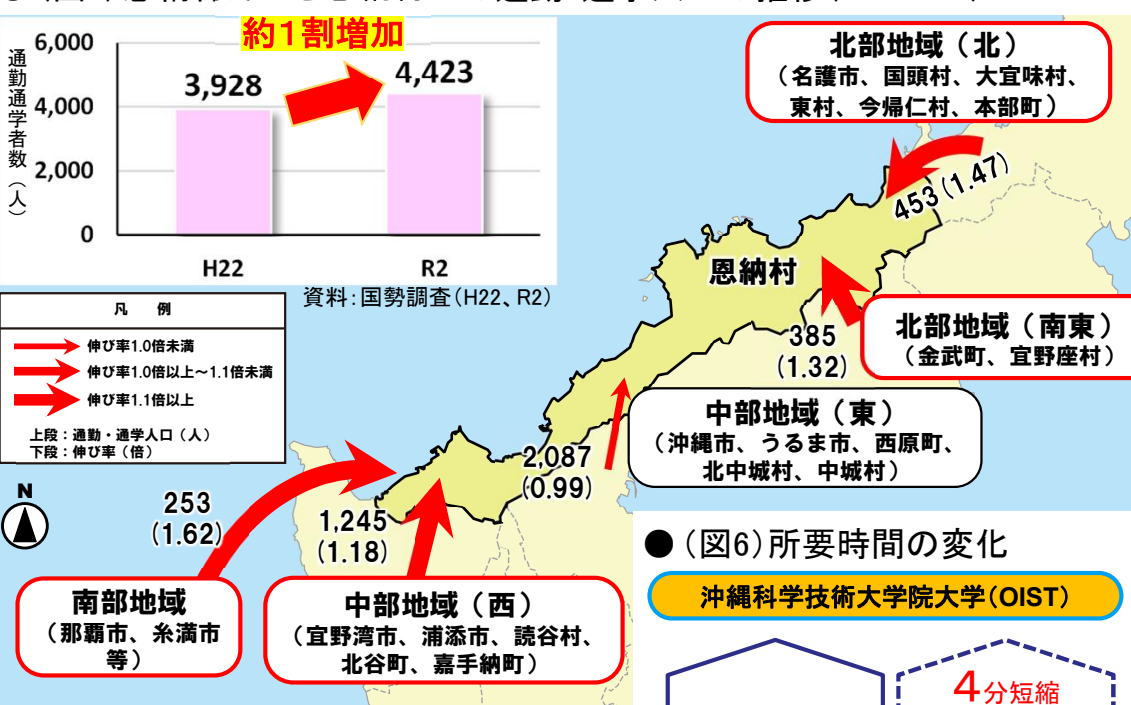 約1割増加
通勤通学者数（人）
6,000
4,000
2,000
0
3,928
4,423
H22
R2
資料：国勢調査（H22、R2）
凡　例
伸び率1.0倍未満
伸び率1.0倍以上～1.1倍未満
伸び率1.1倍以上
上段：通勤・通学人口（人）
下段：伸び率（倍）
N
北部地域（北）
（名護市、国頭村、大宜味村、
東村、今帰仁村、本部町）
453(1.47)
恩納村
北部地域（南東）
（金武町、宜野座村）
385
(1.32)
中部地域（東）
（沖縄市、うるま市、西原町、
北中城村、中城村）
2,087
(0.99)
253
(1.62)
1,245
(1.18)
南部地域
（那覇市、糸満市
等）
中部地域（西）
（宜野湾市、浦添市、読谷村、
北谷町、嘉手納町）
●（図6）所要時間の変化
沖縄科学技術大学院大学（OIST）
4分短縮